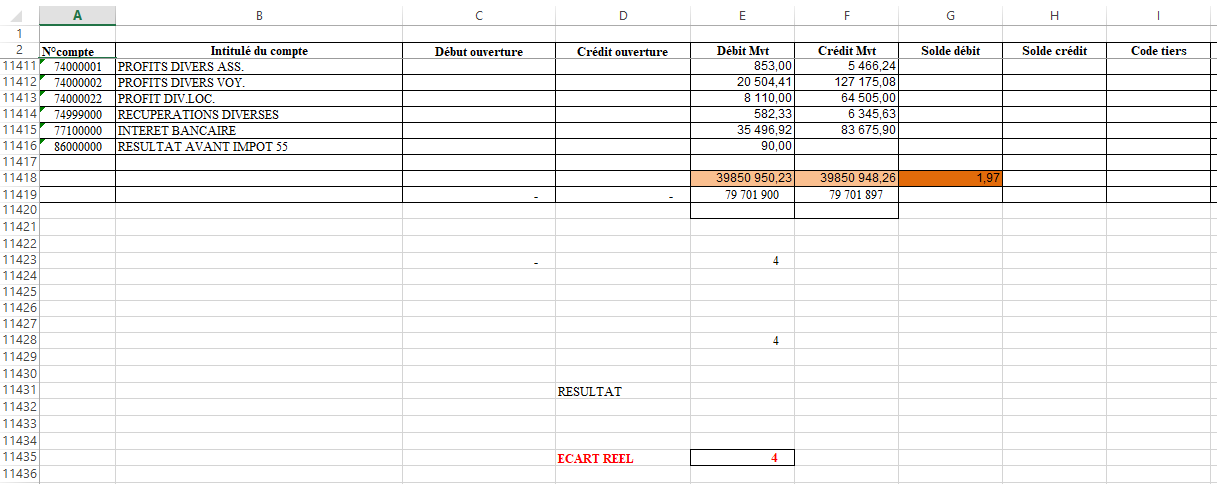 A B C D E F G H I
1
2 N°compte Intitulé du compte Début ouverture Crédit ouverture Débit Mvt Crédit Mvt Solde débit Solde crédit Code tiers
11411 74000001 PROFITS DIVERS ASS. 853,00 5 466,24
11412 74000002 PROFITS DIVERS VOY. 20 504,41 127 175,08
11413 74000022 PROFIT DIV.LOC. 8 110,00 64 505,00
11414 74999000 RECUPERATIONS DIVERSES 582,33 6 345,63
11415 77100000 INTERET BANCAIRE 35 496,92 83 675,90
11416 86000000 RESULTAT AVANT IMPOT 55 90,00
11417
11418 39850 950,23 39850 948,26 1,97
11419 - - 79 701 900 79 701 897
11420
11421
11422
11423 - 4
11424
11425
11426
11427
11428 4
11429
11430
11431 RESULTAT
11432
11433
11434
11435 ECART REEL 4
11436